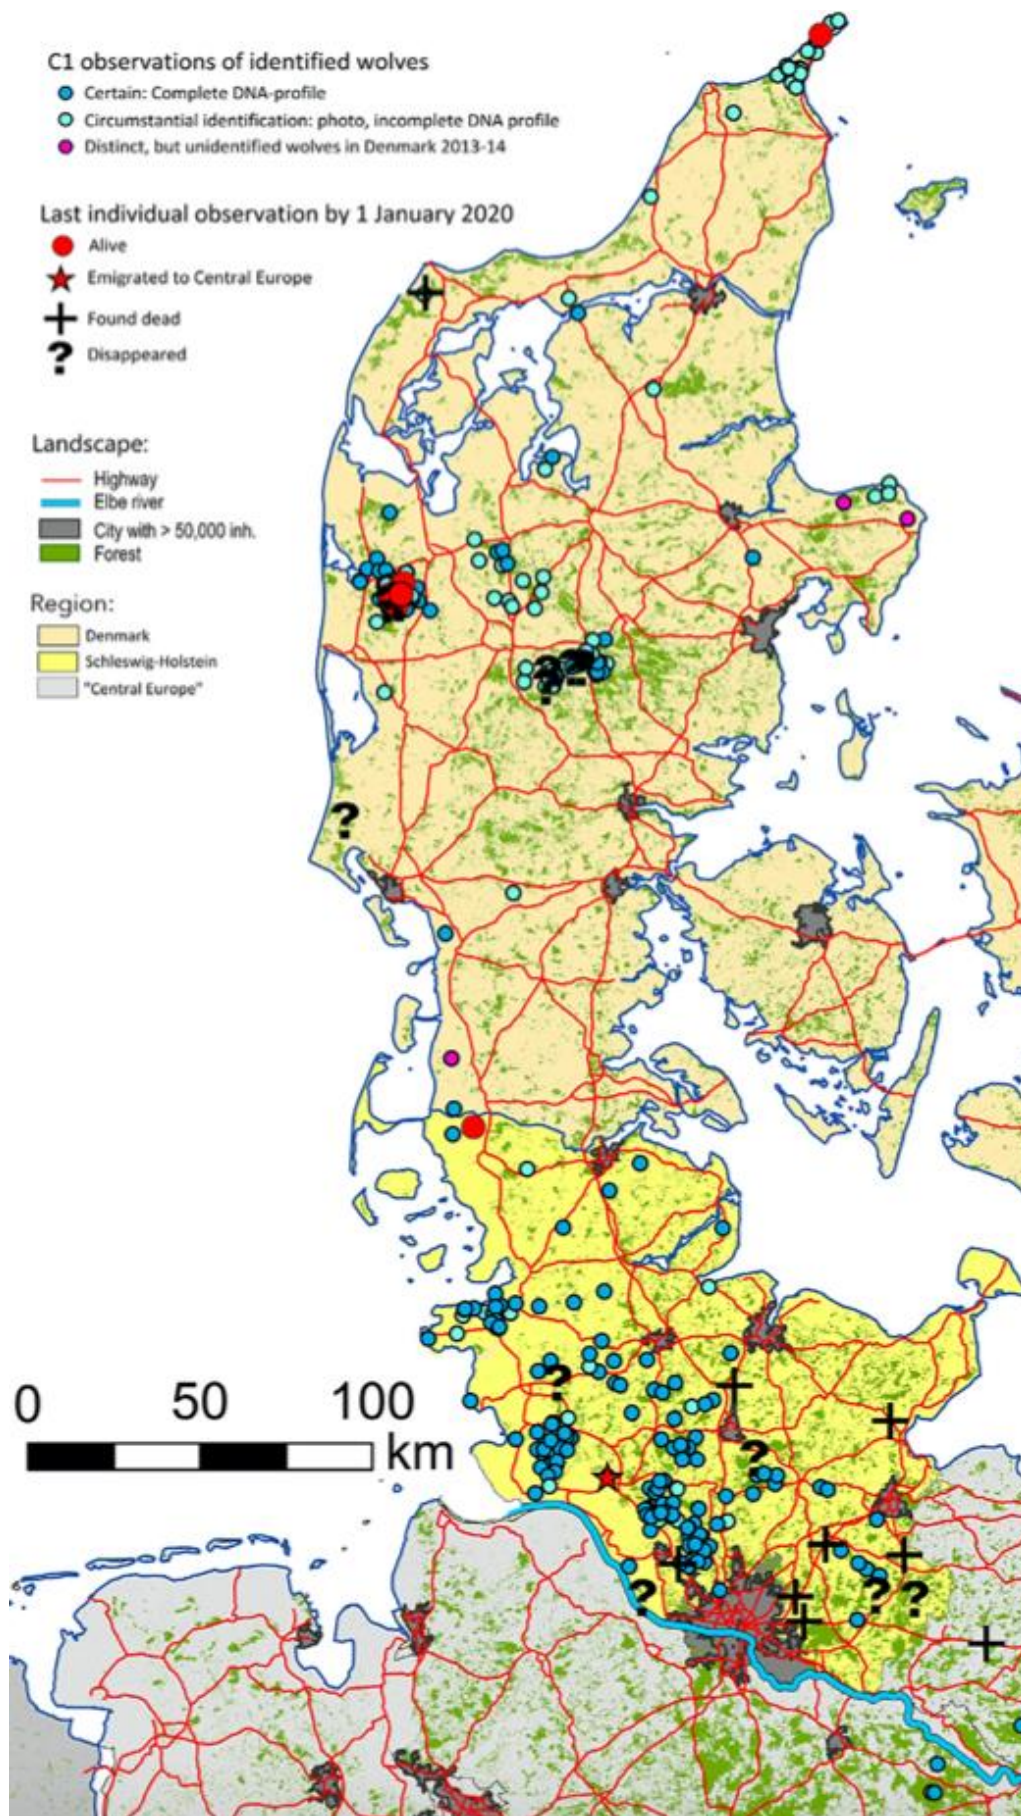 C1 observations of identified wolves
Certain: Complete DNA-profile
Circumstantial identification: photo, incomplete DNA profile
Distinct, but unidentified wolves in Denmark 2013-14
Last individual observation by 1 January 2020
Alive
Emigrated to Central Europe
Found dead
?
Disappeared
Landscape:
Highway
Elbe river
City with > 50,000 inh.
Forest
Region:
Denmark
Schleswig-Holstein
"Central Europe"
?
?
?
0 50 100
km
?
?
? ?